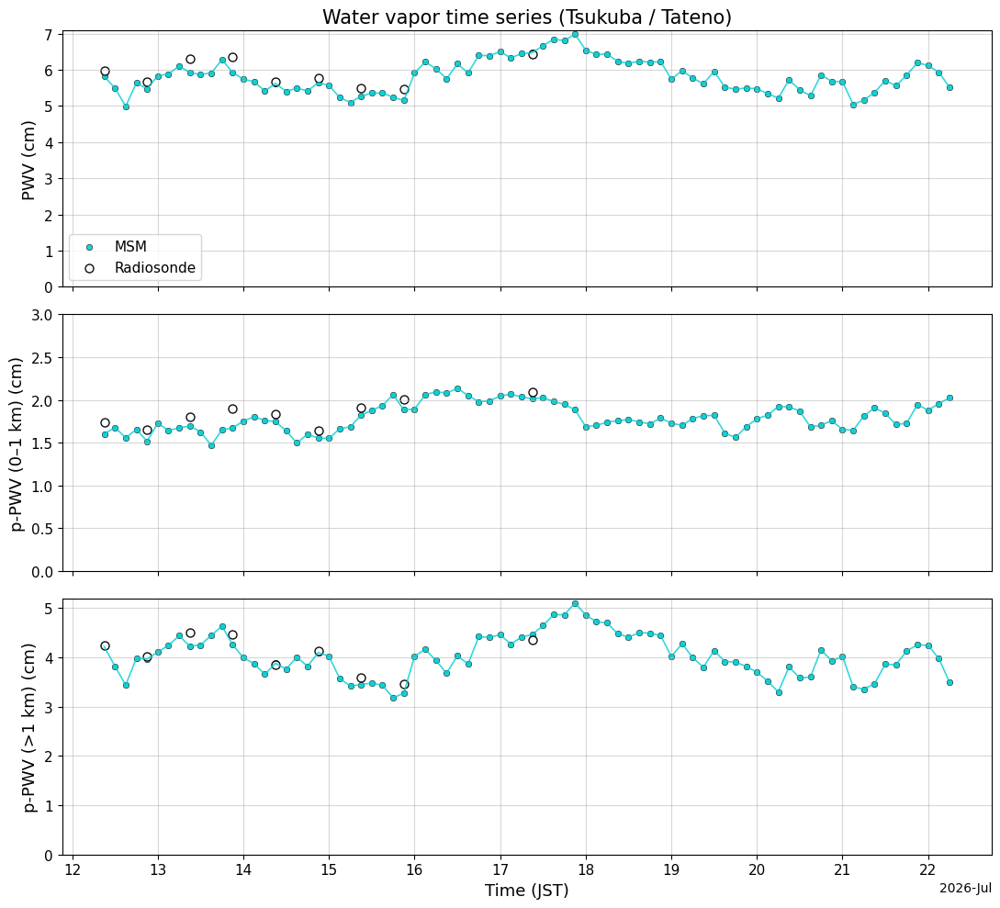 Water vapor time series (Tsukuba / Tateno)
PWV (cm)
7
6
5
4
3
2
1
0
MSM
Radiosonde
p-PWV (0–1 km) (cm)
3.0
2.5
2.0
1.5
1.0
0.5
0.0
p-PWV (>1 km) (cm)
5
4
3
2
1
0
12 13 14 15 16 17 18 19 20 21 22
Time (JST)
2026-Jul